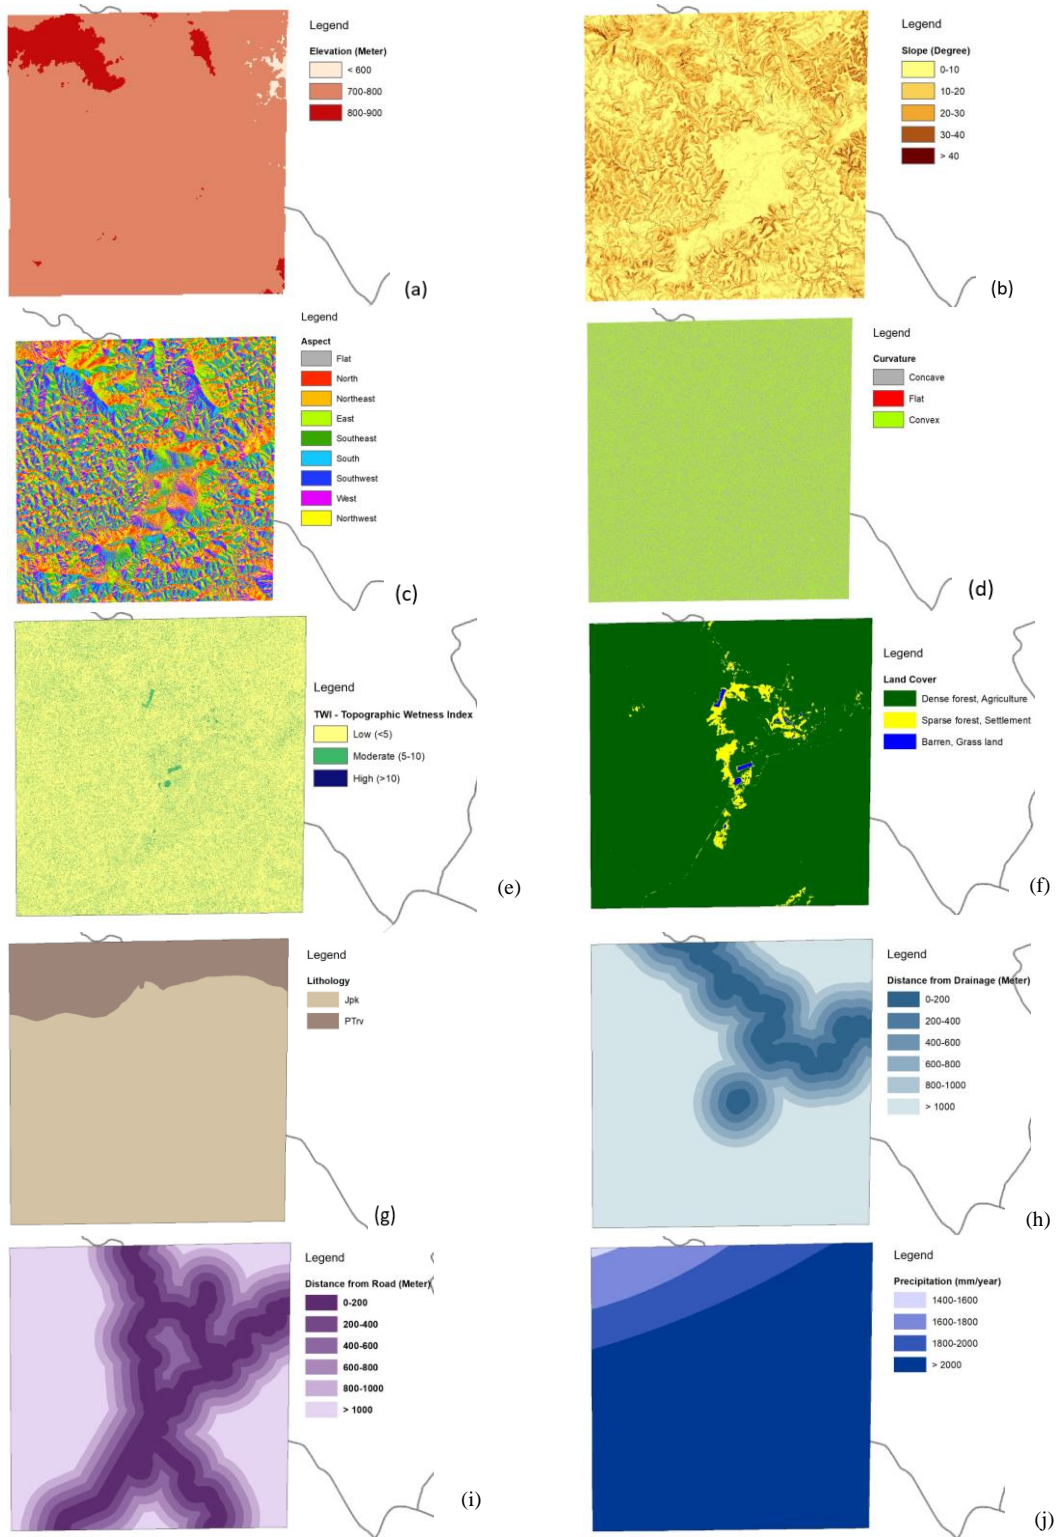 Legend
Elevation (Meter)
< 600
700-800
800-900
(a)
Legend
Slope (Degree)
0-10
10-20
20-30
30-40
> 40
(b)
Legend
Aspect
Flat
North
Northeast
East
Southeast
South
Southwest
West
Northwest
(c)
Legend
Curvature
Concave
Flat
Convex
(d)
Legend
TWI - Topographic Wetness Index
Low (<5)
Moderate (5-10)
High (>10)
(e)
Legend
Land Cover
Dense forest, Agriculture
Sparse forest, Settlement
Barren, Grass land
(f)
Legend
Lithology
Jpk
PTrv
(g)
Legend
Distance from Drainage (Meter)
0-200
200-400
400-600
600-800
800-1000
> 1000
(h)
Legend
Distance from Road (Meter)
0-200
200-400
400-600
600-800
800-1000
> 1000
(i)
Legend
Precipitation (mm/year)
1400-1600
1600-1800
1800-2000
> 2000
(j)